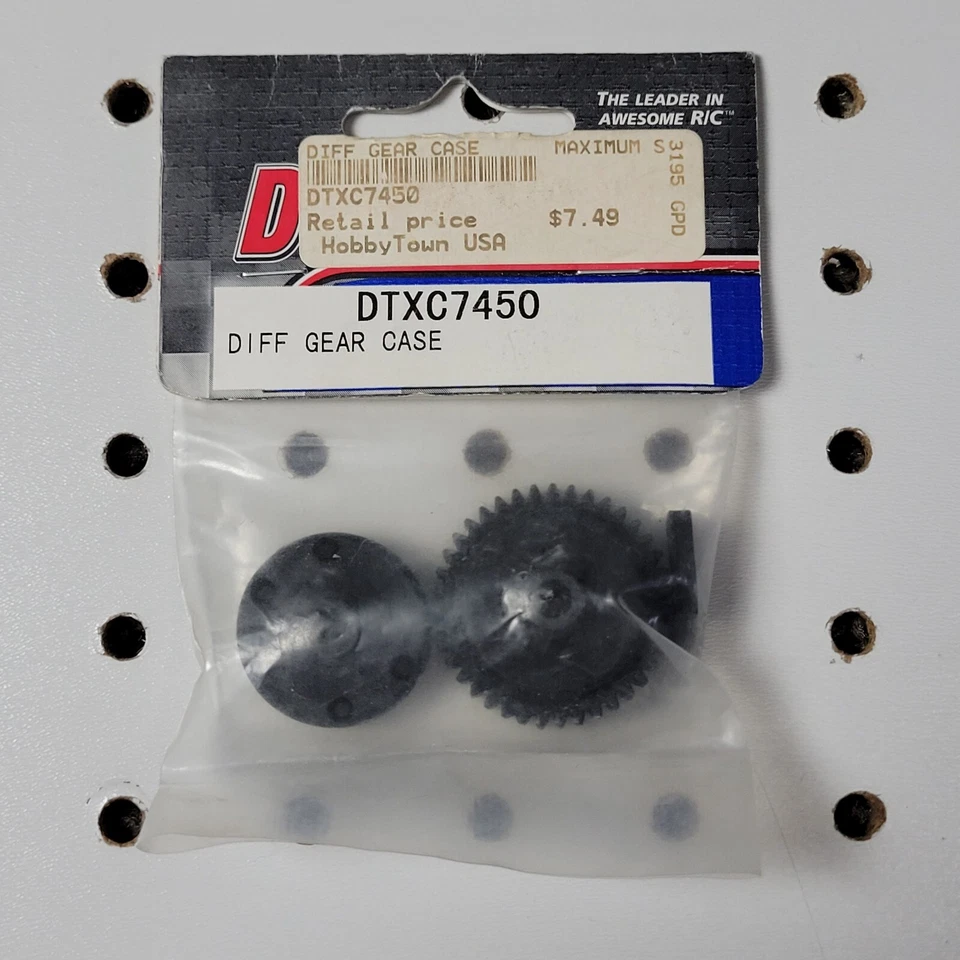 THE LEADER IN
AWESOME R/C™
DIFF GEAR CASE MAXIMUM S
DTXC7450
Retail price $7.49
HobbyTown USA
3195 GPD
D
DTXC7450
DIFF GEAR CASE